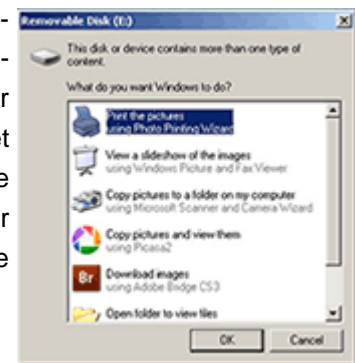 Removable Disk (E:)
This disk or device contains more than one type of
content.
What do you want Windows to do?
Print the pictures
using Photo Printing Wizard
View a slideshow of the images
using Windows Picture and Fax Viewer
Copy pictures to a folder on my computer
using Microsoft Scanner and Camera Wizard
Copy pictures and view them
using Picasa2
Br
Download images
using Adobe Bridge CS3
Open folder to view files
OK
Cancel